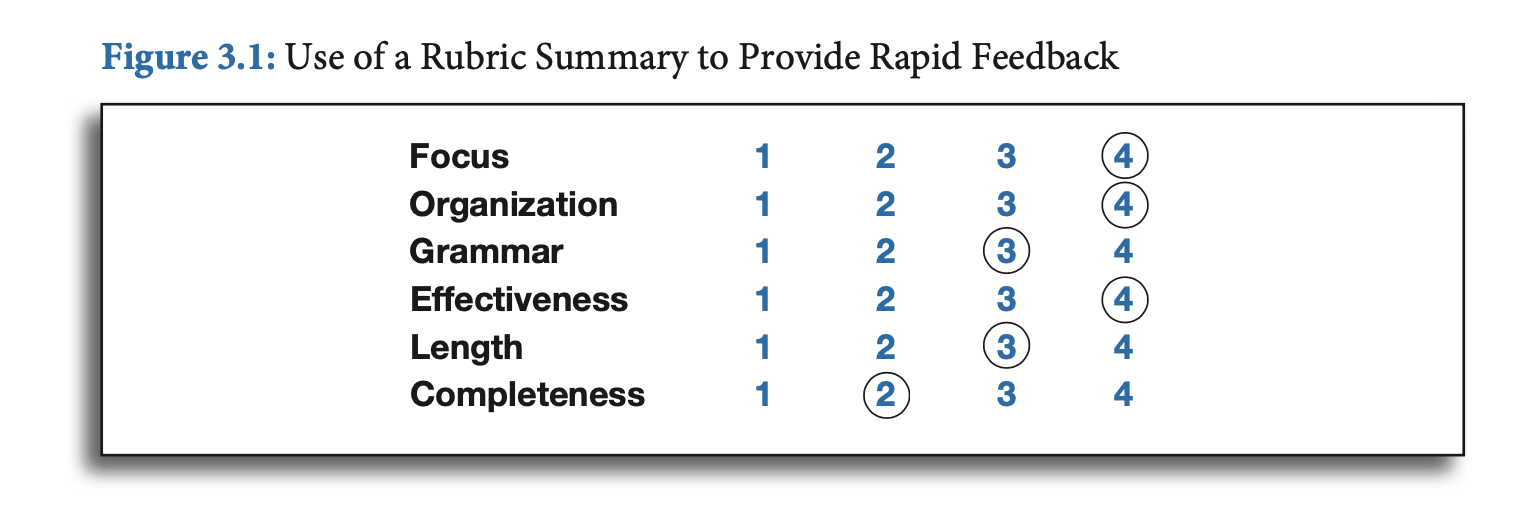 Figure 3.1: Use of a Rubric Summary to Provide Rapid Feedback
Focus 1 2 3 4
Organization 1 2 3 4
Grammar 1 2 3 4
Effectiveness 1 2 3 4
Length 1 2 3 4
Completeness 1 2 3 4